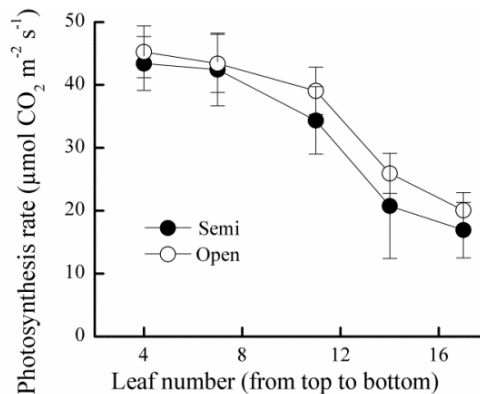 Photosynthesis rate (μmol CO₂ m⁻² s⁻¹)
50
40
30
20
10
0
Semi
Open
4 8 12 16
Leaf number (from top to bottom)